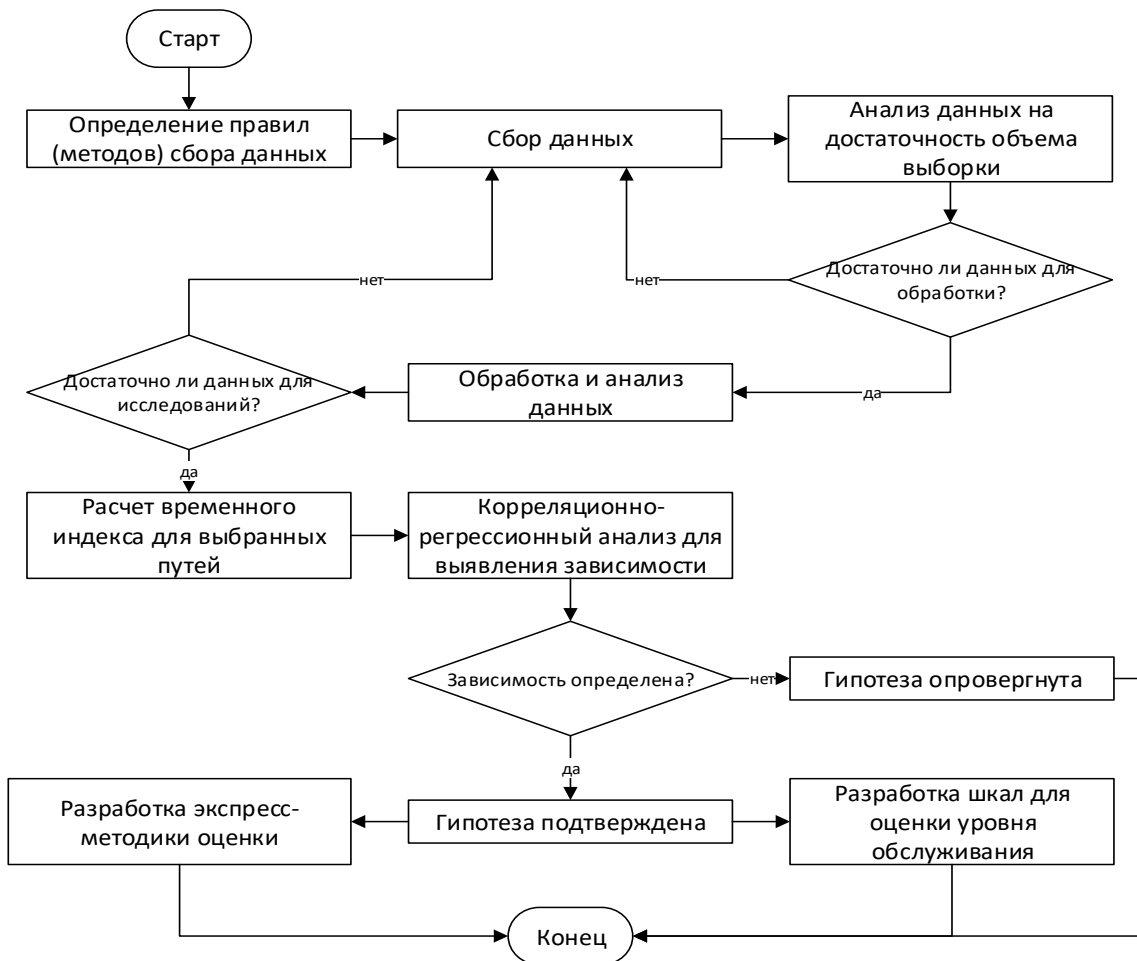 Старт
Определение правил
(методов) сбора данных
Сбор данных
Анализ данных на
достаточность объема
выборки
Достаточно ли данных для
обработки?
нет
нет
Достаточно ли данных для
исследований?
Обработка и анализ
данных
да
да
Расчет временного
индекса для выбранных
путей
Корреляционно-
регрессионный анализ для
выявления зависимости
Зависимость определена?
нет
Гипотеза опровергнута
да
Разработка экспресс-
методики оценки
Гипотеза подтверждена
Разработка шкал для
оценки уровня
обслуживания
Конец